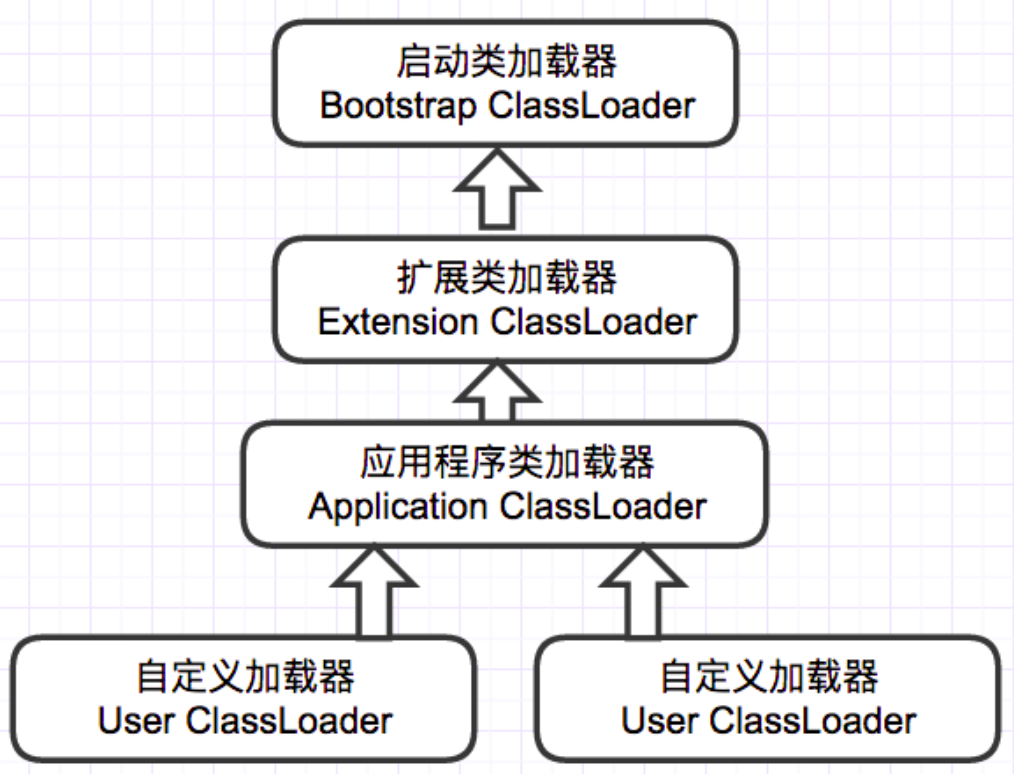 启动类加载器
Bootstrap ClassLoader
扩展类加载器
Extension ClassLoader
应用程序类加载器
Application ClassLoader
自定义加载器
User ClassLoader
自定义加载器
User ClassLoader